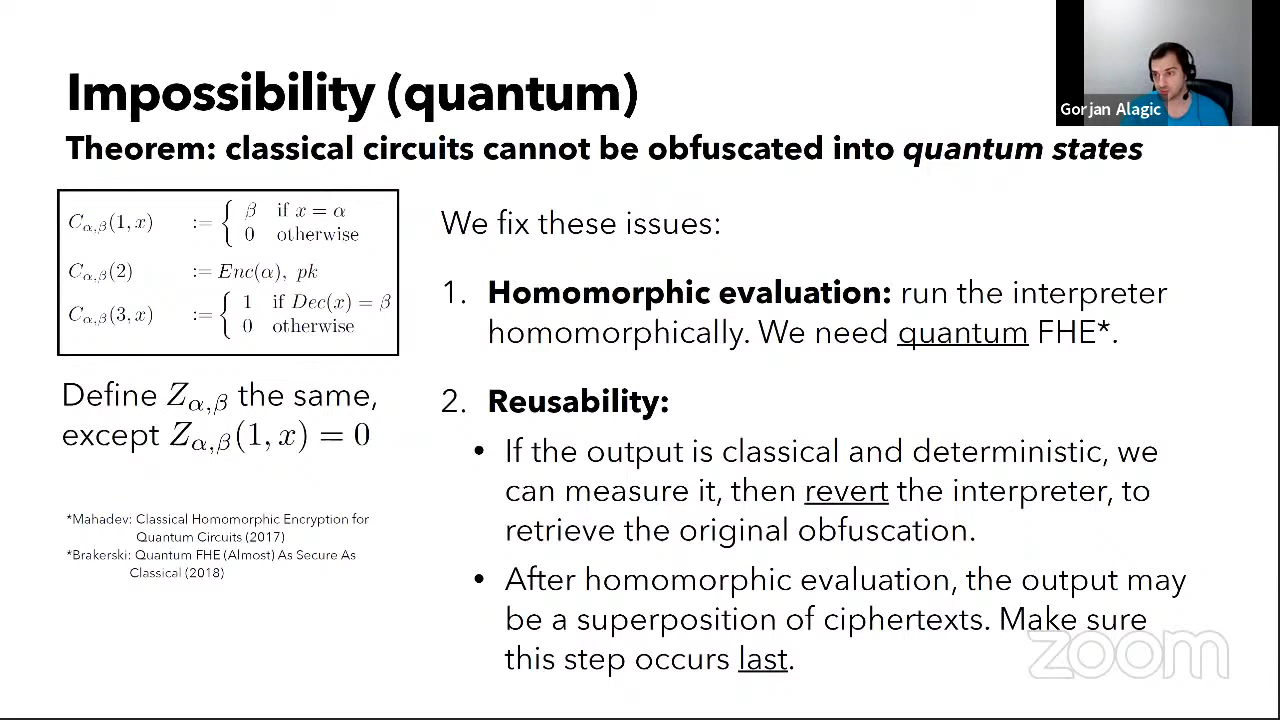 Impossibility (quantum)
Gorjan Alagic
Theorem: classical circuits cannot be obfuscated into quantum states
C_{α,β}(1, x) := { β if x = α
0 otherwise
C_{α,β}(2) := Enc(α), pk
C_{α,β}(3, x) := { 1 if Dec(x) = β
0 otherwise
Define Z_{α,β} the same,
except Z_{α,β}(1, x) = 0
*Mahadev: Classical Homomorphic Encryption for
Quantum Circuits (2017)
*Brakerski: Quantum FHE (Almost) As Secure As
Classical (2018)
We fix these issues:
1. Homomorphic evaluation: run the interpreter
homomorphically. We need quantum FHE*.
2. Reusability:
• If the output is classical and deterministic, we
can measure it, then revert the interpreter, to
retrieve the original obfuscation.
• After homomorphic evaluation, the output may
be a superposition of ciphertexts. Make sure
this step occurs last.
zoom